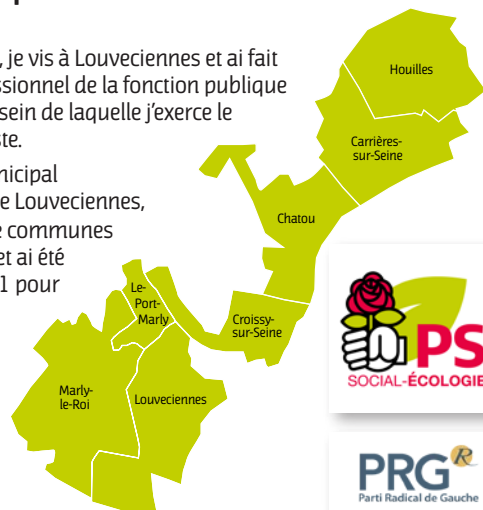 , je vis à Louveciennes et ai fait
ssionnel de la fonction publique
sein de laquelle j'exerce le
ste.
nicipal
e Louveciennes,
e communes
et ai été
1 pour
Houilles
Carrières-
sur-Seine
Chatou
Le-
Port-
Marly
Croissy-
sur-Seine
Marly-
le-Roi
Louveciennes
PS
SOCIAL-ÉCOLOGIE
PRG
R
Parti Radical de Gauche